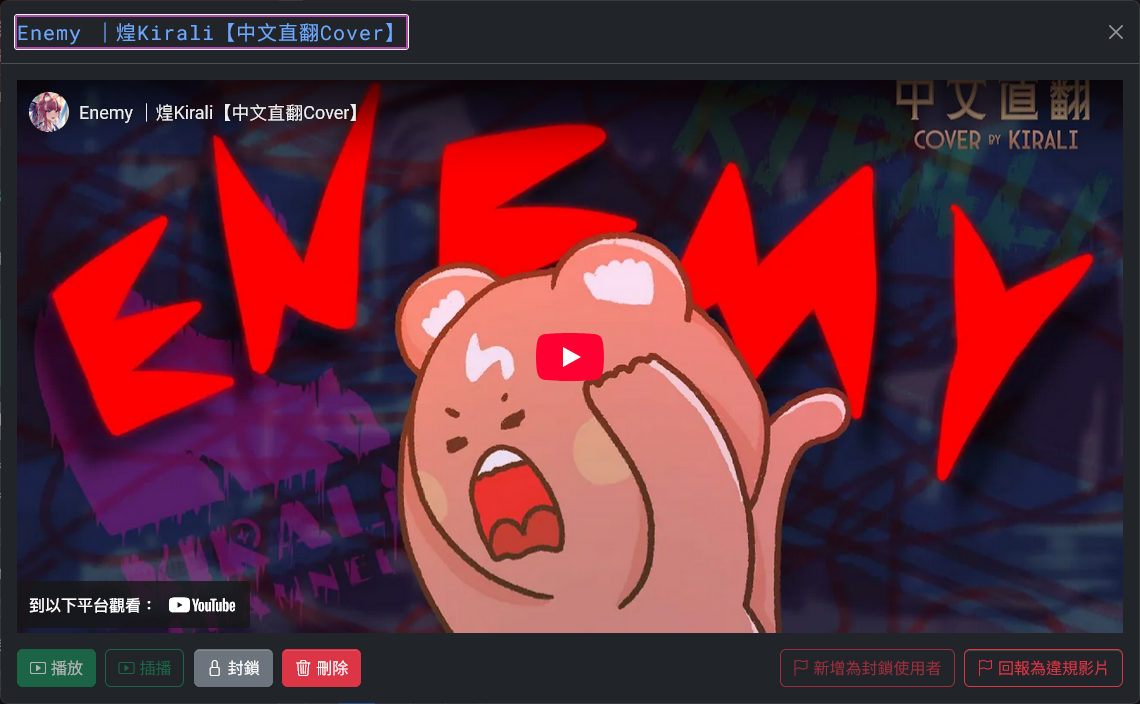 Enemy ｜煌Kirali【中文直翻Cover】
Enemy ｜煌Kirali【中文直翻Cover】
中文直翻
COVER BY KIRALI
ENEMY
KIRALI
KIRALI
到以下平台觀看： YouTube
播放
插播
封鎖
刪除
新增為封鎖使用者
回報為違規影片